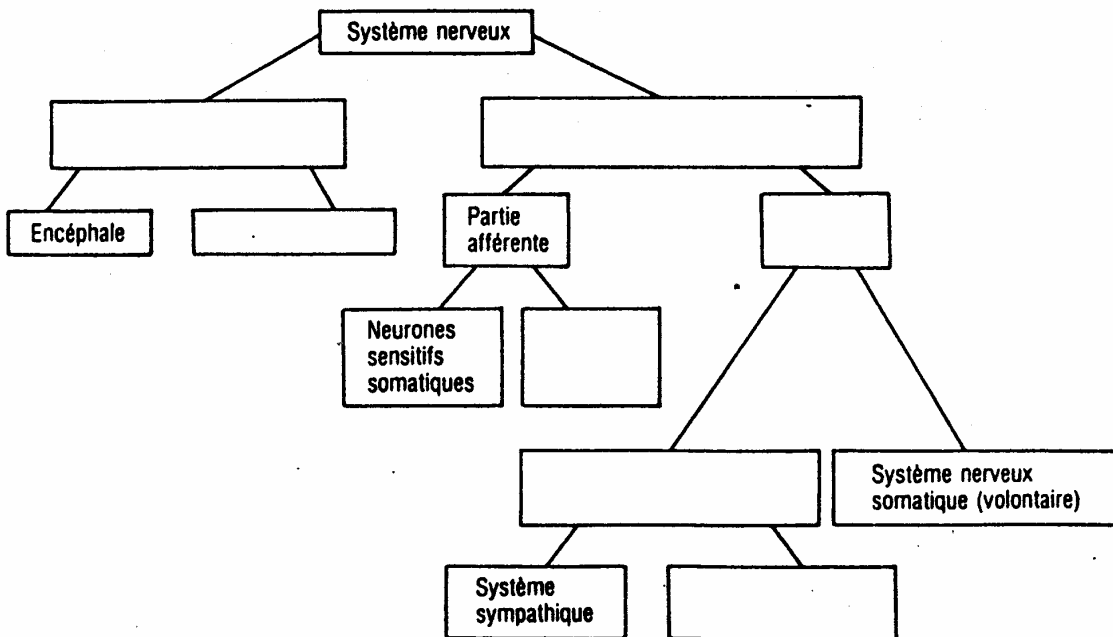 Système nerveux
Encéphale
Partie
afférente
Neurones
sensitifs
somatiques
Système nerveux
somatique (volontaire)
Système
sympathique